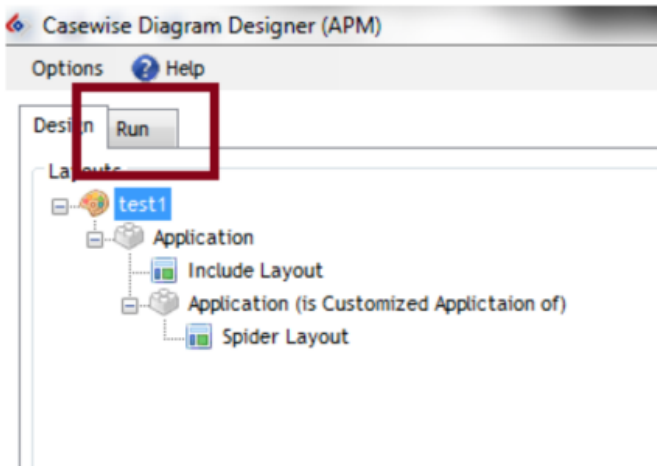 Casewise Diagram Designer (APM)
Options Help
Design Run
Layouts
test1
Application
Include Layout
Application (is Customized Applictaion of)
Spider Layout